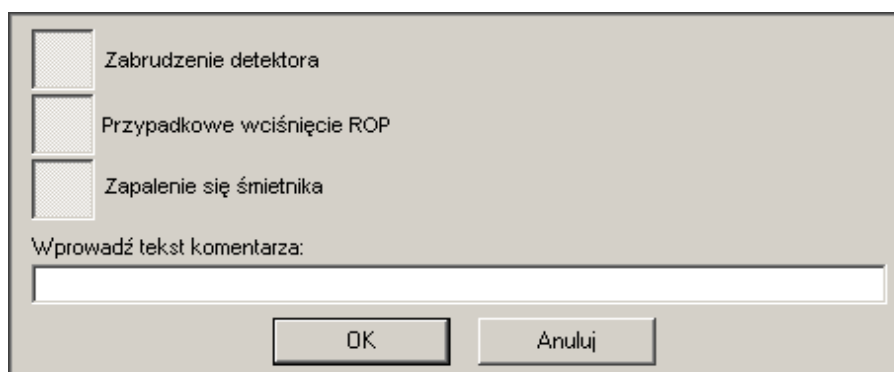 Zabrudzenie detektora
Przypadkowe wciśnięcie ROP
Zapalenie się śmietnika
Wprowadź tekst komentarza:
OK
Anuluj